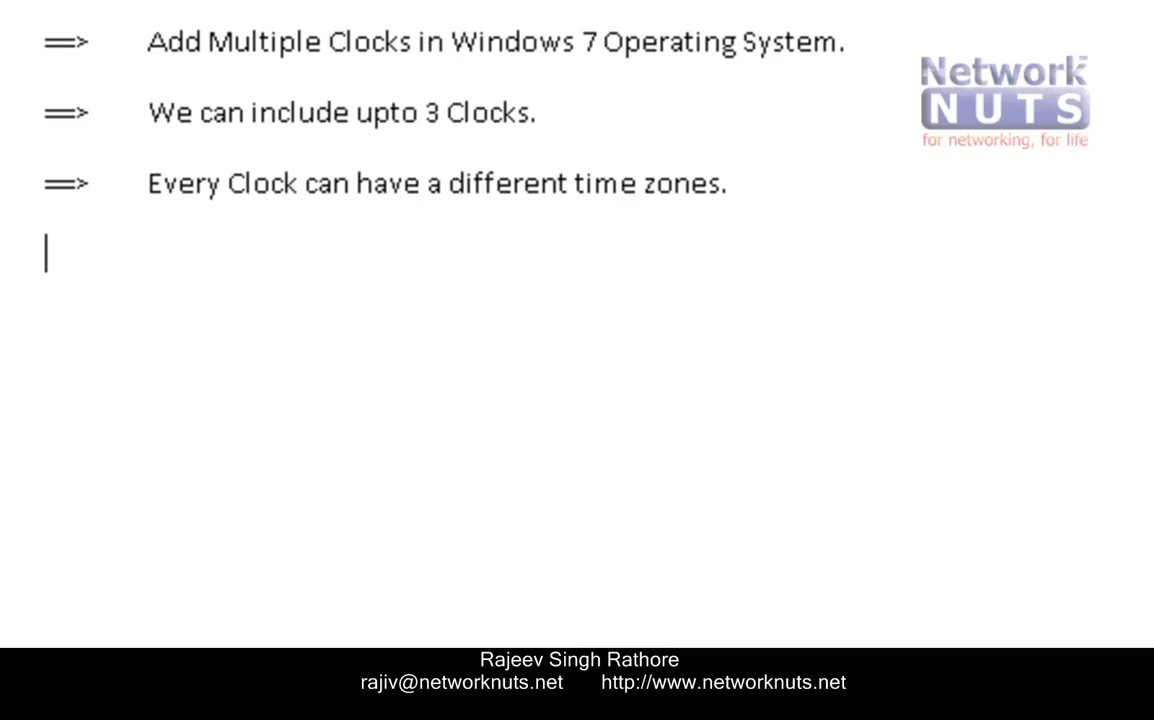 ==> Add Multiple Clocks in Windows 7 Operating System.
==> We can include upto 3 Clocks.
==> Every Clock can have a different time zones.
Network™
NUTS
for networking, for life
Rajeev Singh Rathore
rajiv@networknuts.net http://www.networknuts.net